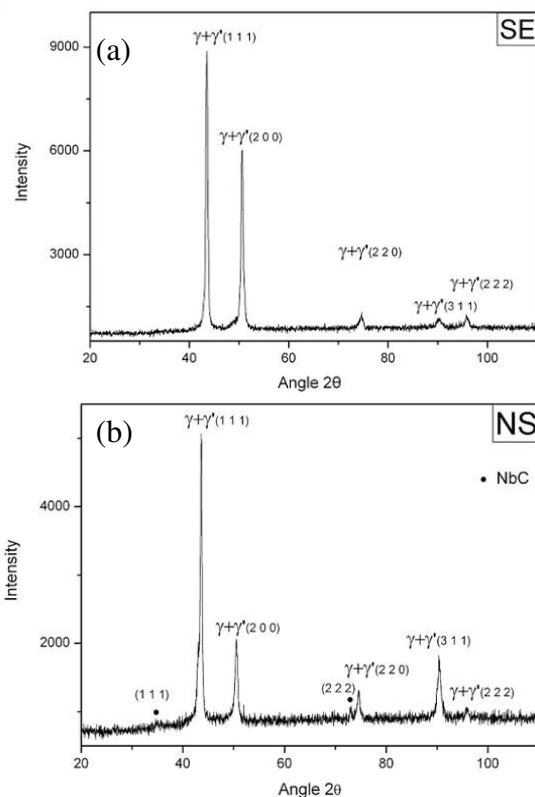 (a)
SE
γ+γ'(1 1 1)
γ+γ'(2 0 0)
γ+γ'(2 2 0)
γ+γ'(2 2 2)
γ+γ'(3 1 1)
9000
6000
3000
Intensity
20 40 60 80 100
Angle 2θ
(b)
NS
γ+γ'(1 1 1)
• NbC
γ+γ'(2 0 0)
γ+γ'(3 1 1)
(2 2 2)
γ+γ'(2 2 0)
(1 1 1)
γ+γ'(2 2 2)
4000
2000
Intensity
20 40 60 80 100
Angle 2θ